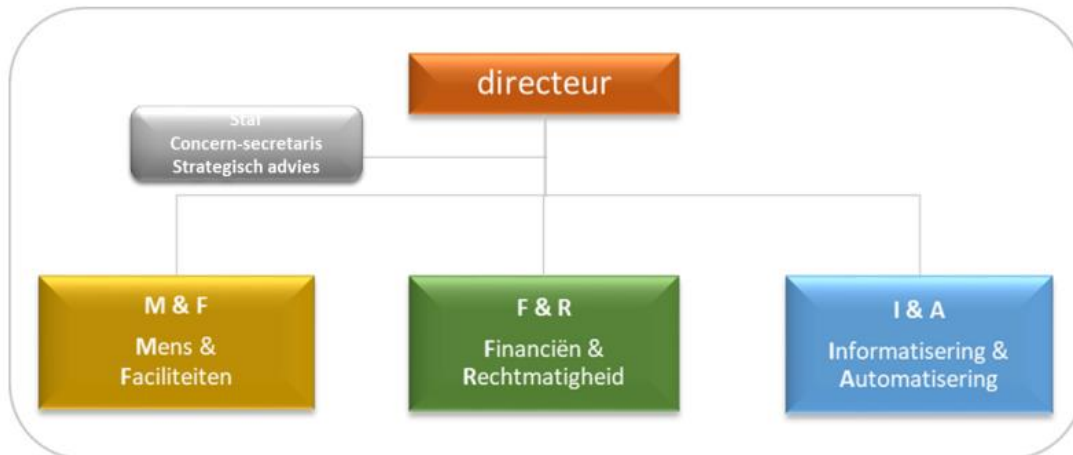 directeur
Staf
Concern-secretaris
Strategisch advies
M & F
Mens &
Faciliteiten
F & R
Financiën &
Rechtmatigheid
I & A
Informatisering &
Automatisering